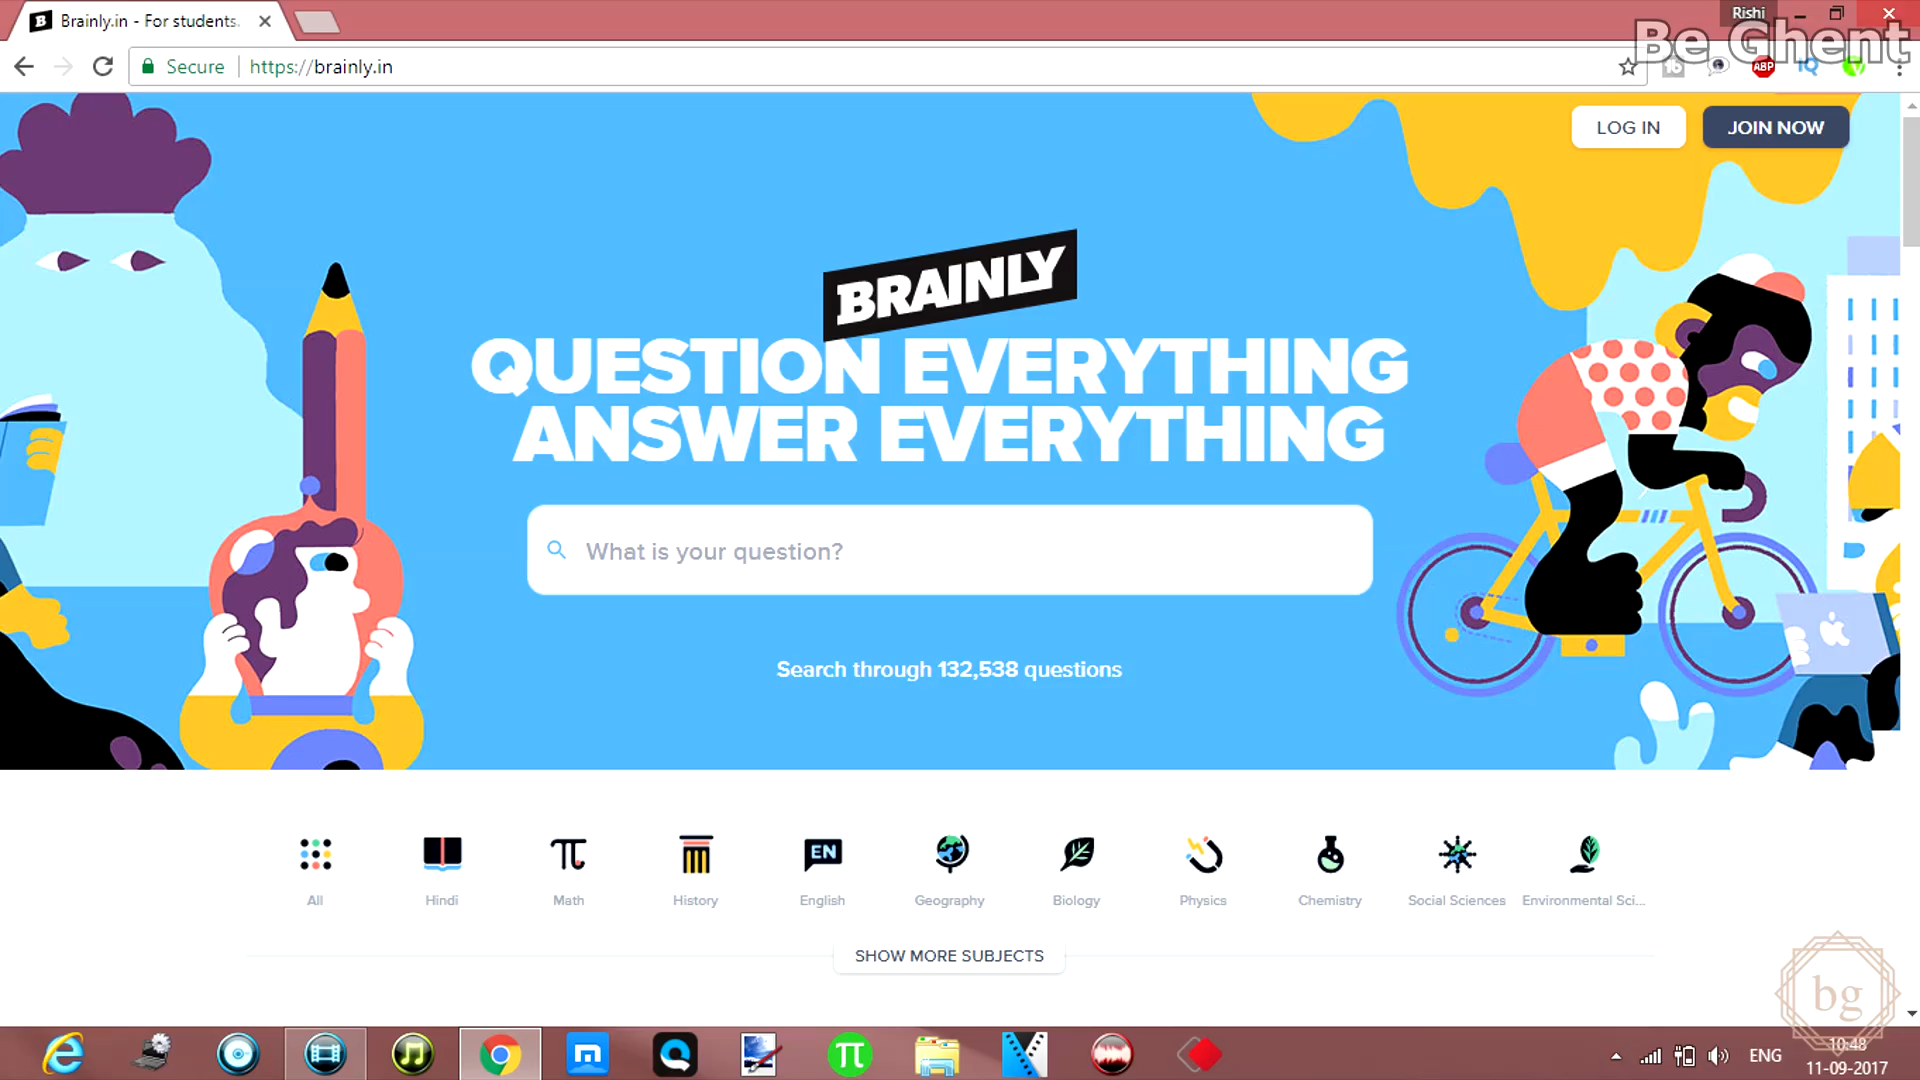 Brainly.in - For students.
Rishi
Be Ghent
Secure
https://brainly.in
ABP
IQ
LOG IN
JOIN NOW
BRAINLY
QUESTION EVERYTHING
ANSWER EVERYTHING
What is your question?
Search through 132,538 questions
EN
All
Hindi
Math
History
English
Geography
Biology
Physics
Chemistry
Social Sciences
Environmental Sci...
SHOW MORE SUBJECTS
bg
ENG
10:48
11-09-2017